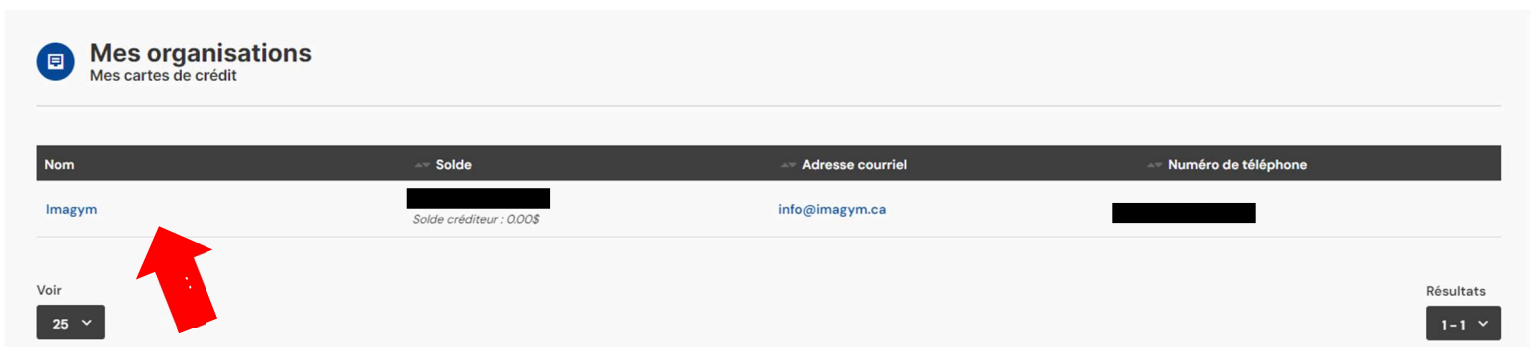 Mes organisations
Mes cartes de crédit
Nom Solde Adresse courriel Numéro de téléphone
Imagym info@imagym.ca
Solde créditeur : 0.00$
Voir Résultats
25 1 - 1